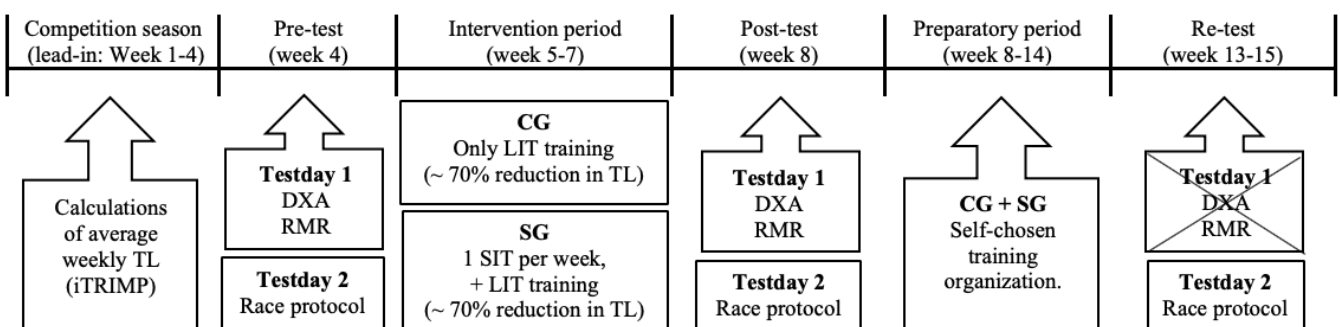 Competition season
(lead-in: Week 1-4)
Pre-test
(week 4)
Intervention period
(week 5-7)
Post-test
(week 8)
Preparatory period
(week 8-14)
Re-test
(week 13-15)
Calculations
of average
weekly TL
(iTRIMP)
Testday 1
DXA
RMR
Testday 2
Race protocol
CG
Only LIT training
(~ 70% reduction in TL)
SG
1 SIT per week,
+ LIT training
(~ 70% reduction in TL)
Testday 1
DXA
RMR
Testday 2
Race protocol
CG + SG
Self-chosen
training
organization.
Testday 1
DXA
RMR
Testday 2
Race protocol